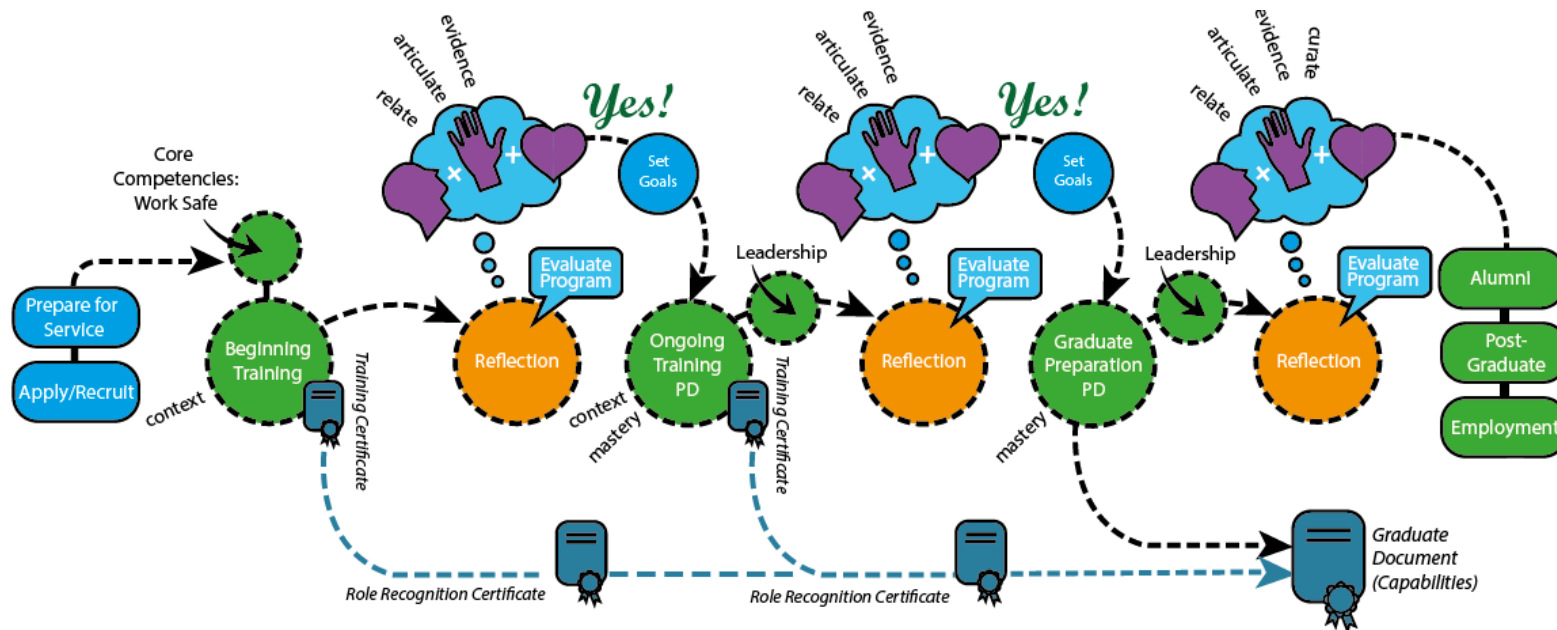 Core
Competencies:
Work Safe
Prepare for
Service
Apply/Recruit
Beginning
Training
context
Training Certificate
relate
articulate
evidence
×
+
Yes!
Set
Goals
Evaluate
Program
Reflection
Leadership
Ongoing
Training
PD
context
mastery
Training Certificate
relate
articulate
evidence
×
+
Yes!
Set
Goals
Evaluate
Program
Reflection
Leadership
Graduate
Preparation
PD
mastery
relate
articulate
evidence
curate
×
+
Evaluate
Program
Reflection
Alumni
Post-
Graduate
Employment
Role Recognition Certificate
Role Recognition Certificate
Graduate
Document
(Capabilities)